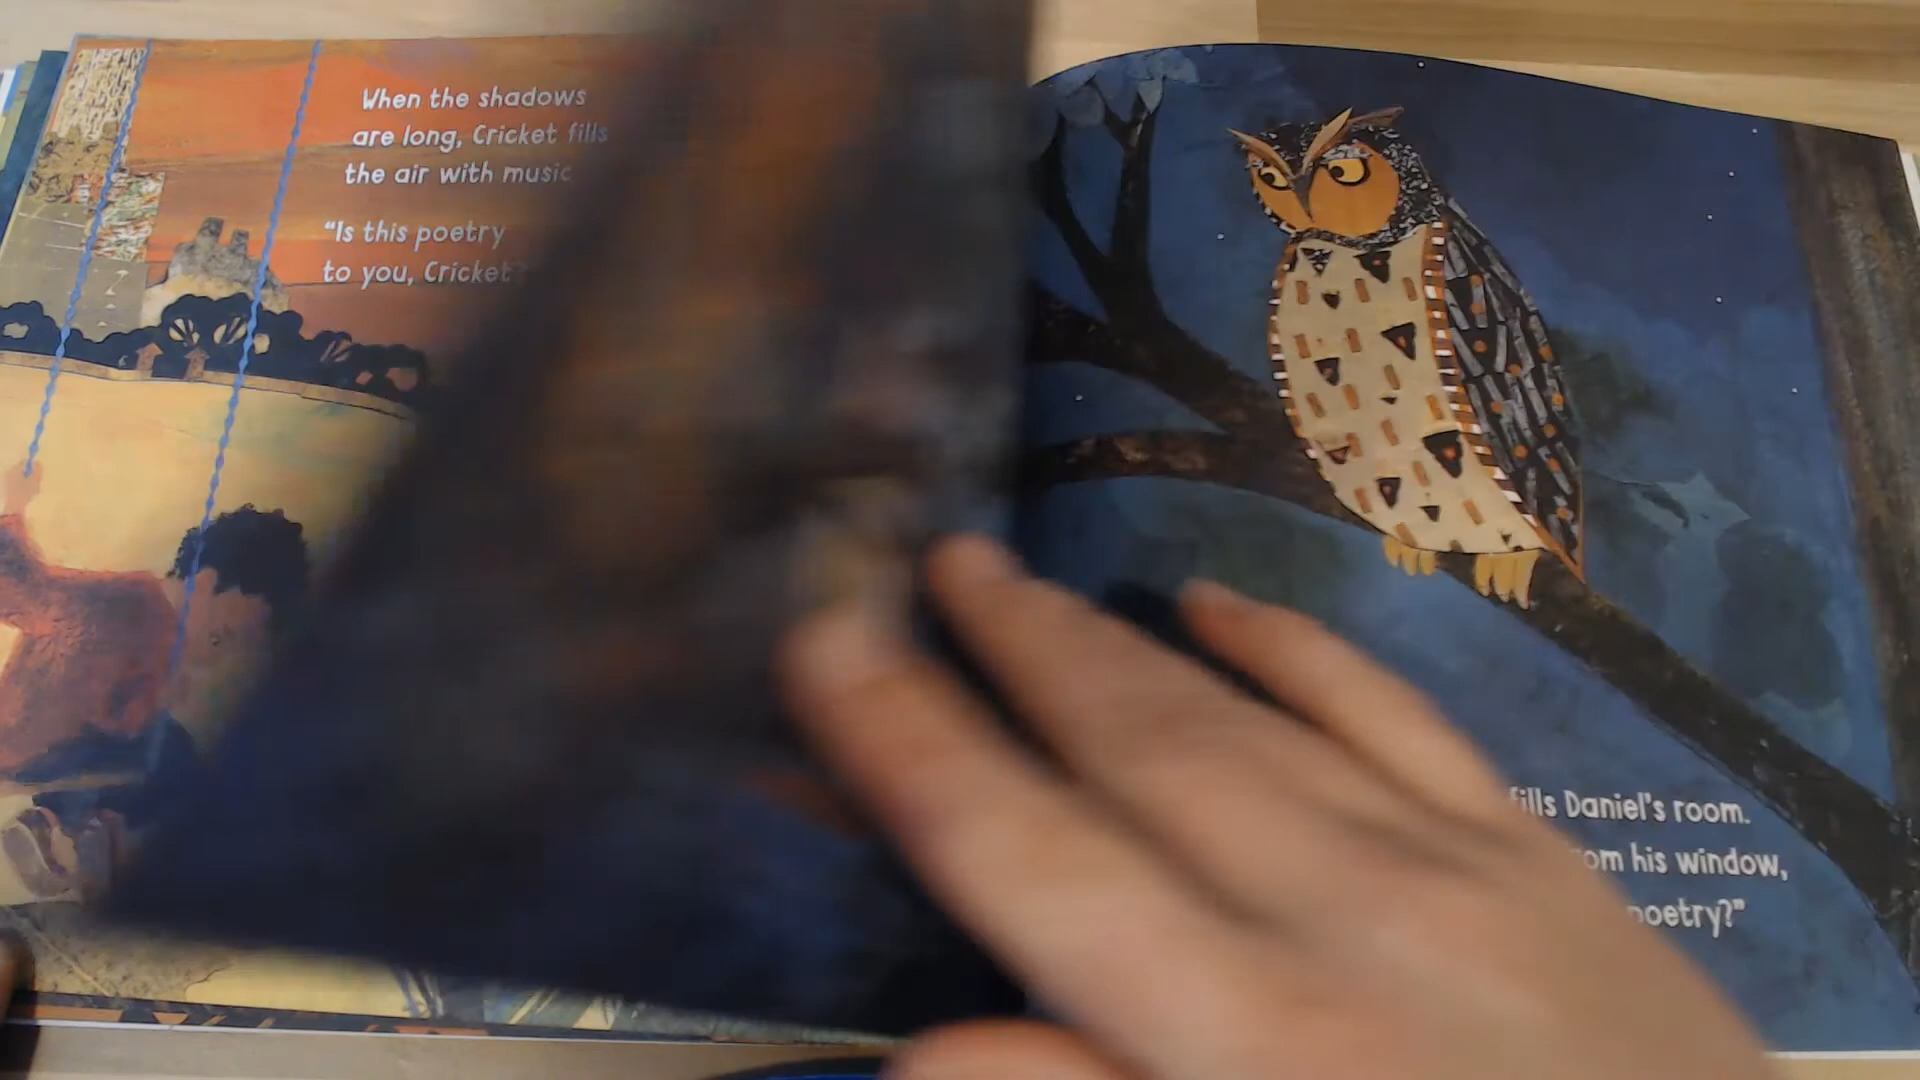 When the shadows
are long, Cricket fills
the air with music
“Is this poetry
to you, Cricket?
fills Daniel’s room.
his window,
poetry?”